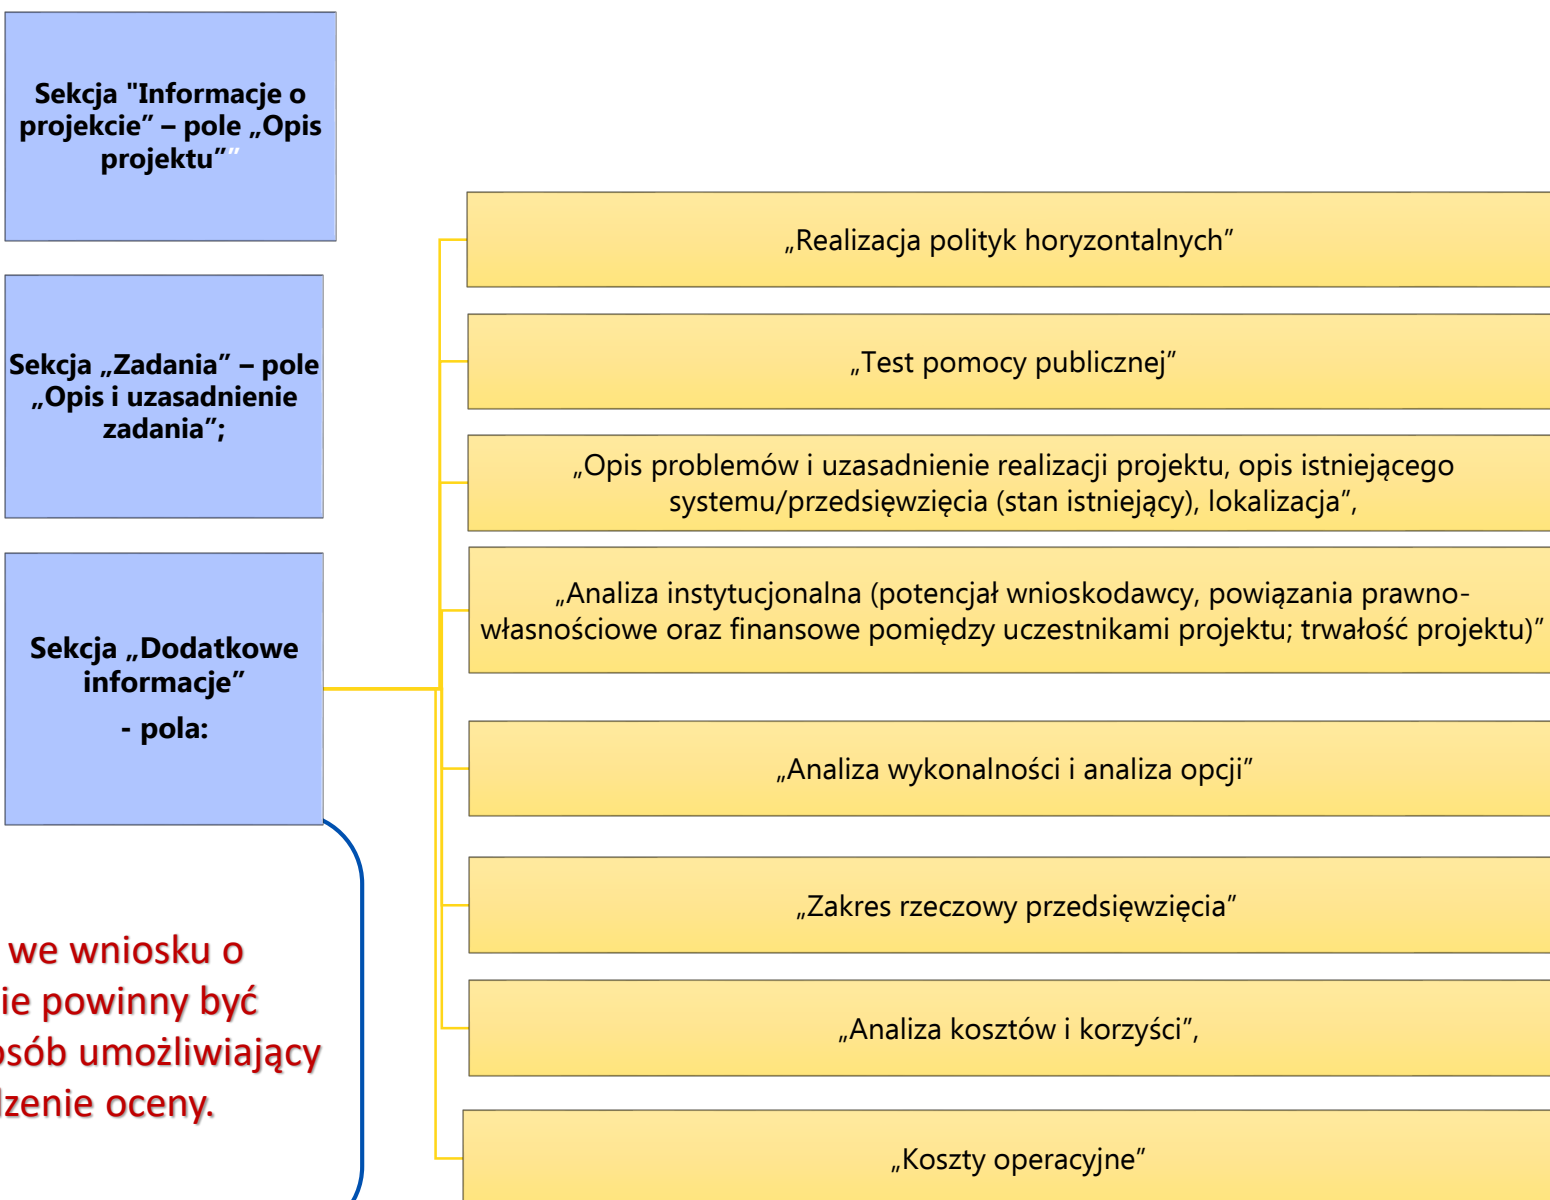 Sekcja "Informacje o
projekcie” – pole „Opis
projektu””
Sekcja „Zadania” – pole
„Opis i uzasadnienie
zadania”;
Sekcja „Dodatkowe
informacje”
- pola:
we wniosku o
powinny być
umożliwiający
oceny.
„Realizacja polityk horyzontalnych”
„Test pomocy publicznej”
„Opis problemów i uzasadnienie realizacji projektu, opis istniejącego
systemu/przedsięwzięcia (stan istniejący), lokalizacja”,
„Analiza instytucjonalna (potencjał wnioskodawcy, powiązania prawno-
własnościowe oraz finansowe pomiędzy uczestnikami projektu; trwałość projektu)”
„Analiza wykonalności i analiza opcji”
„Zakres rzeczowy przedsięwzięcia”
„Analiza kosztów i korzyści”,
„Koszty operacyjne”